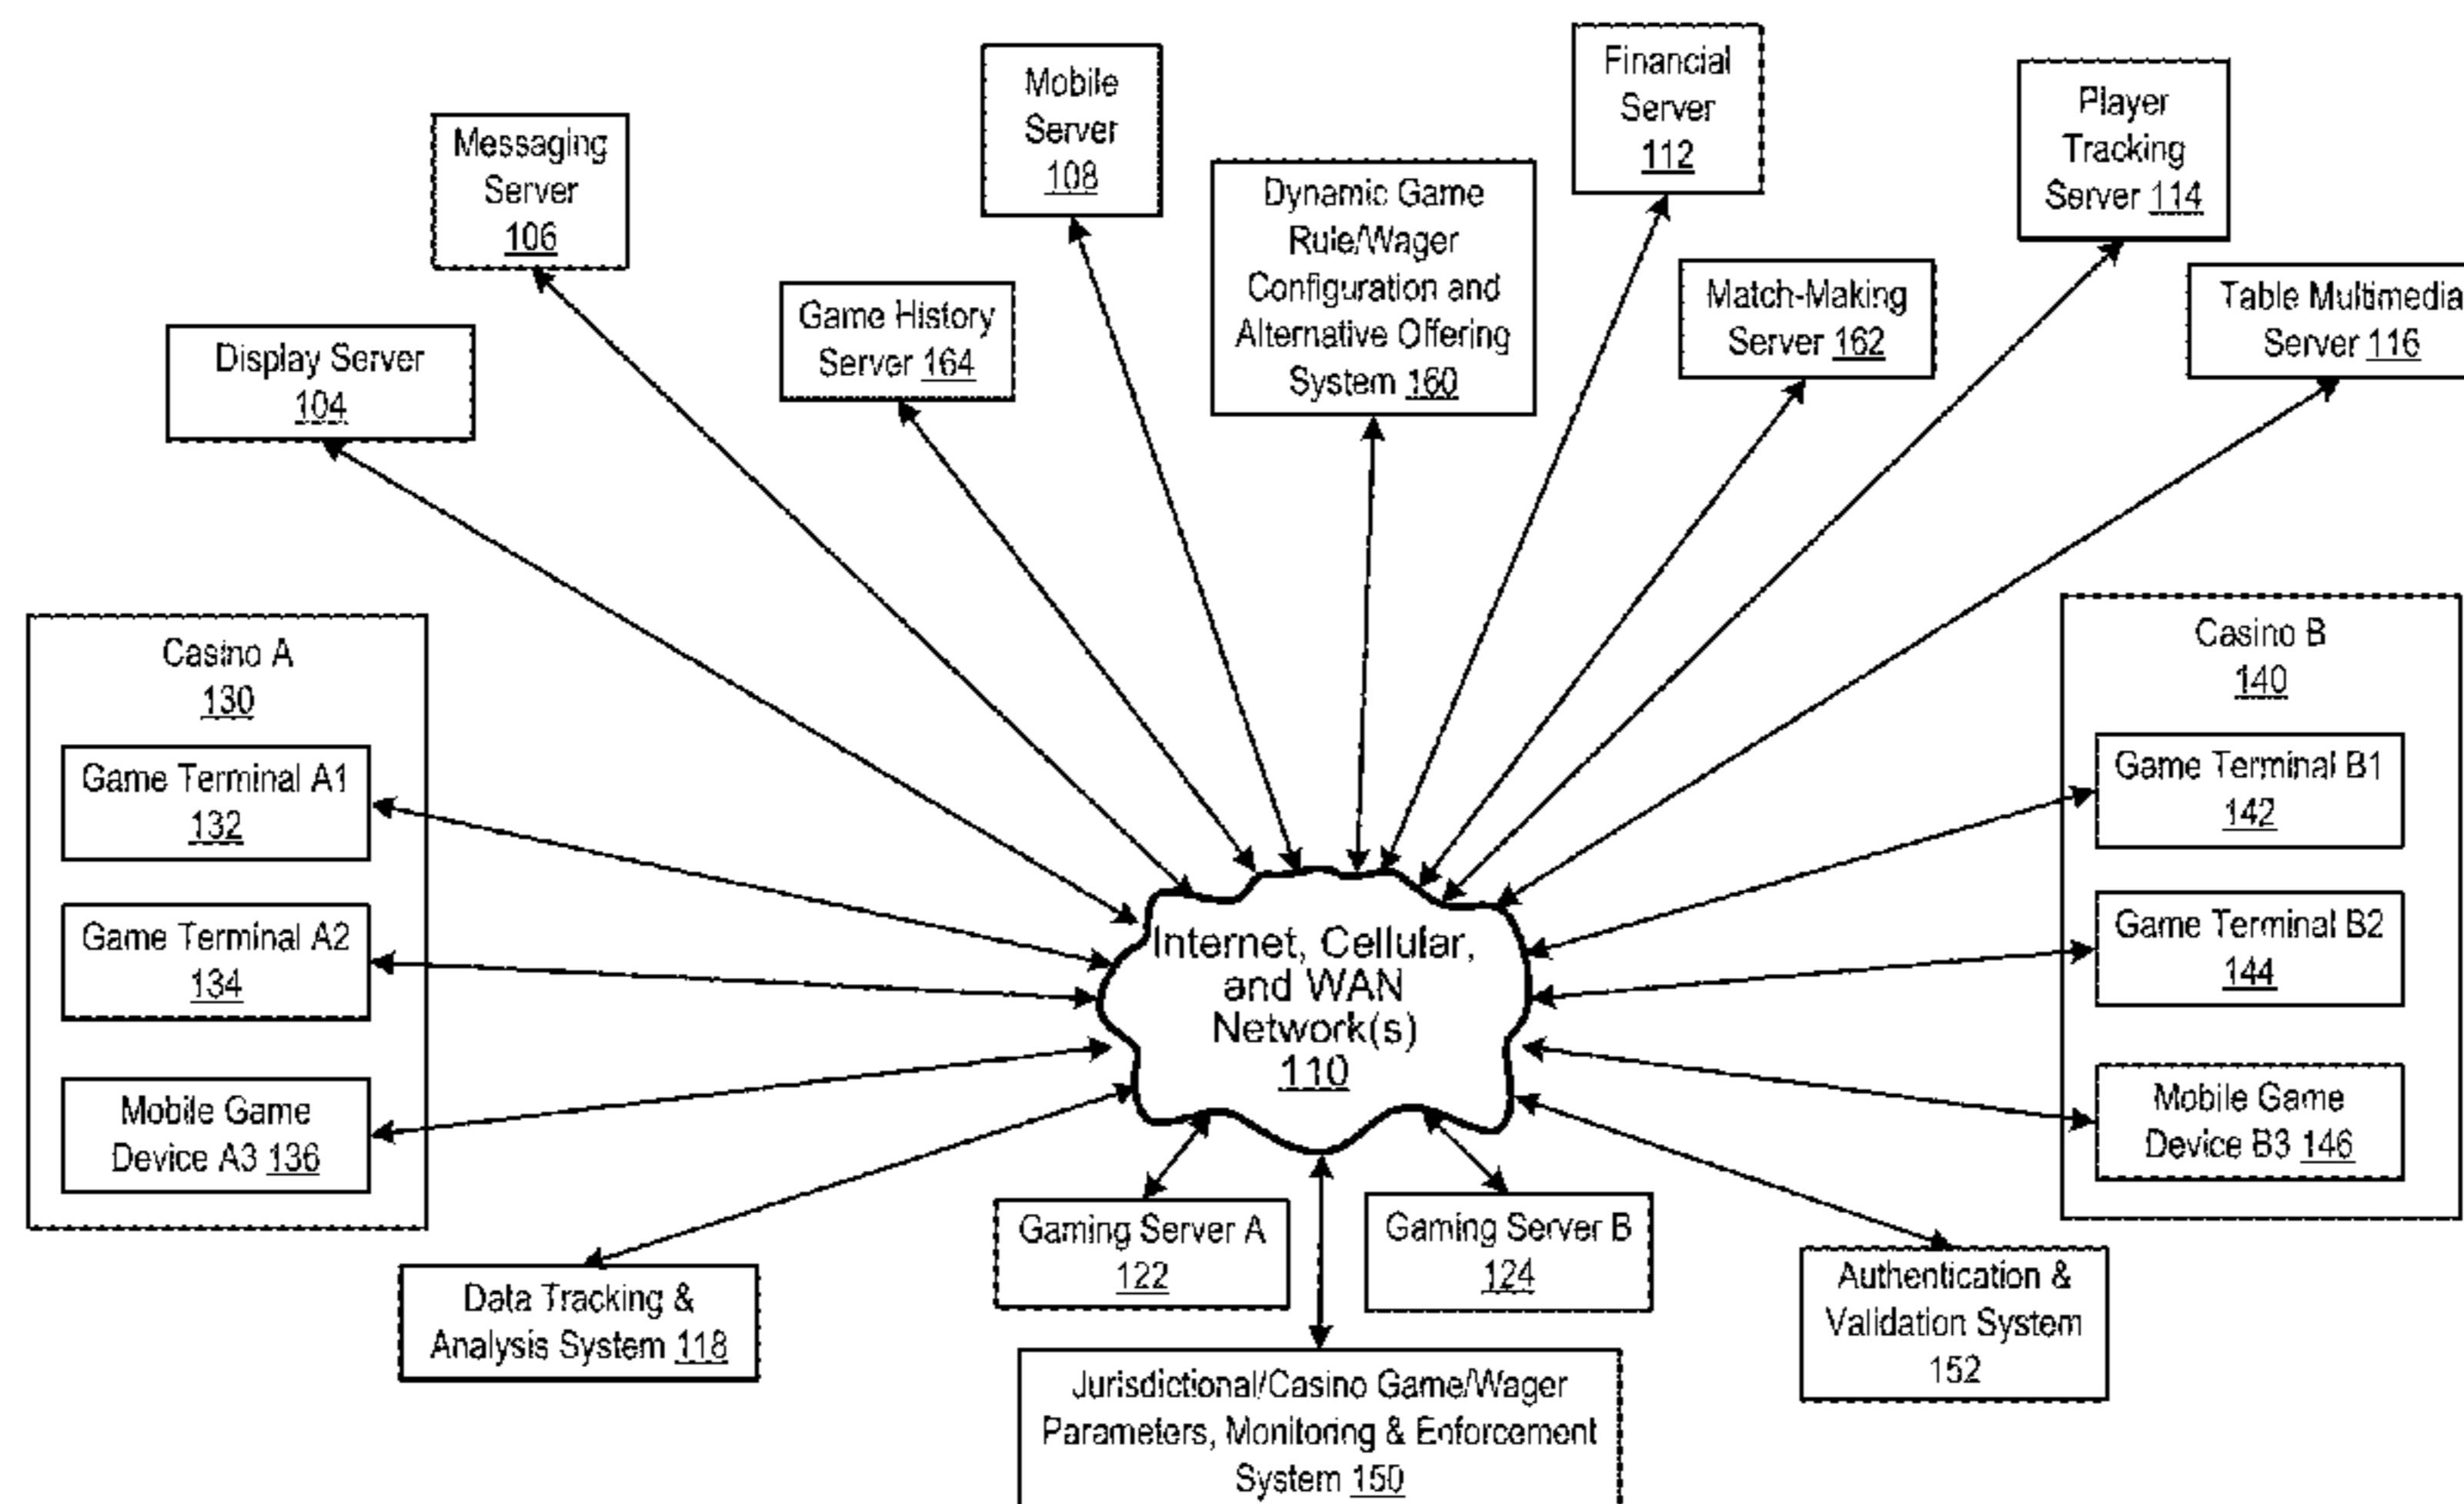 Financial
Server
112
Mobile
Server
108
Player
Tracking
Server 114
Messaging
Server
106
Dynamic Game
Rule/Wager
Configuration and
Alternative Offering
System 160
Game History
Server 164
Match-Making
Server 162
Table Multimedia
Server 116
Display Server
104
Casino A
130
Game Terminal A1
132
Game Terminal A2
134
Mobile Game
Device A3 136
Internet, Cellular,
and WAN
Network(s)
110
Casino B
140
Game Terminal B1
142
Game Terminal B2
144
Mobile Game
Device B3 146
Data Tracking &
Analysis System 118
Gaming Server A
122
Gaming Server B
124
Authentication &
Validation System
152
Jurisdictional/Casino Game/Wager
Parameters, Monitoring & Enforcement
System 150